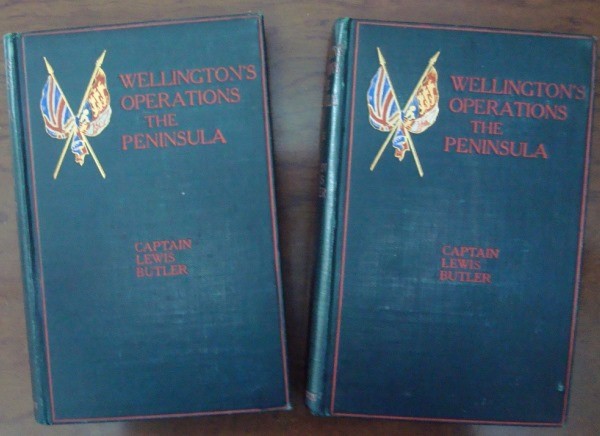 WELLINGTON'S
OPERATIONS
THE
PENINSULA
CAPTAIN
LEWIS
BUTLER
WELLINGTON'S
OPERATIONS
THE
PENINSULA
CAPTAIN
LEWIS
BUTLER